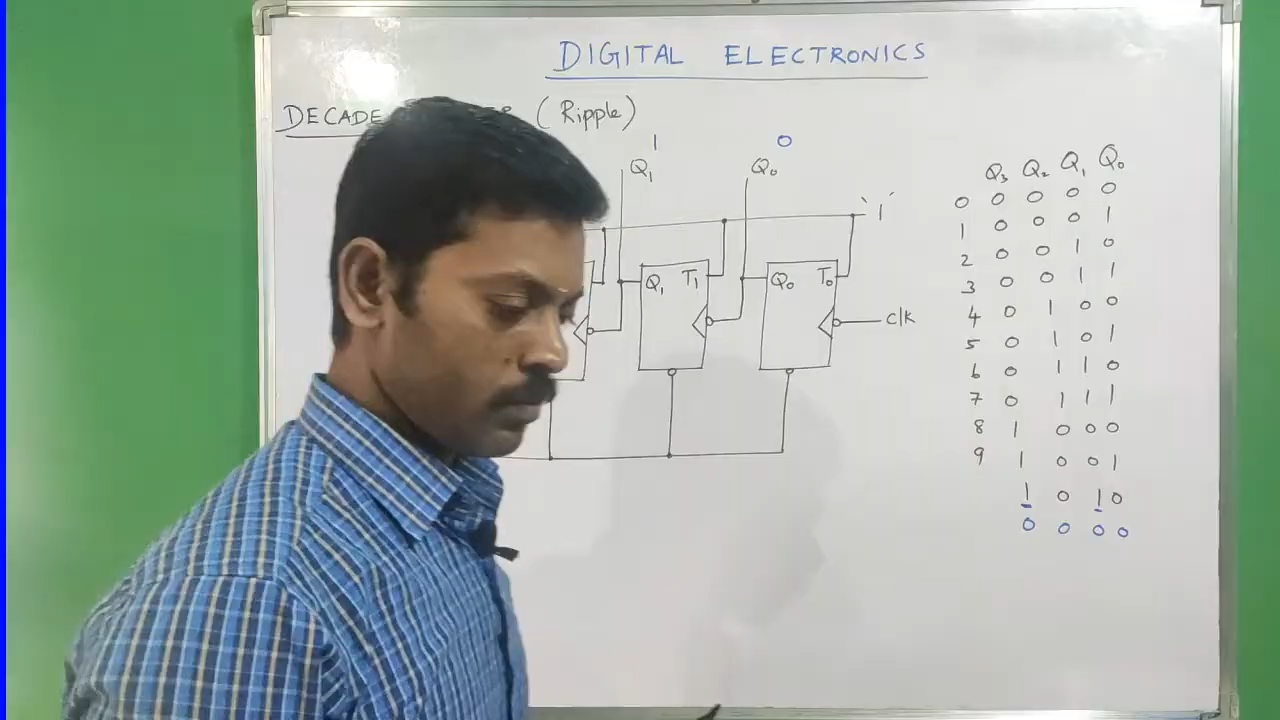 DIGITAL ELECTRONICS
DECADE (Ripple)
1 0
Q₁ Q₀
'1'
Q₁ T₁ Q₀ T₀
clk
Q₃ Q₂ Q₁ Q₀
0 0 0 0 0
1 0 0 0 1
2 0 0 1 0
3 0 0 1 1
4 0 1 0 0
5 0 1 0 1
6 0 1 1 0
7 0 1 1 1
8 1 0 0 0
9 1 0 0 1
1 0 1 0
0 0 0 0